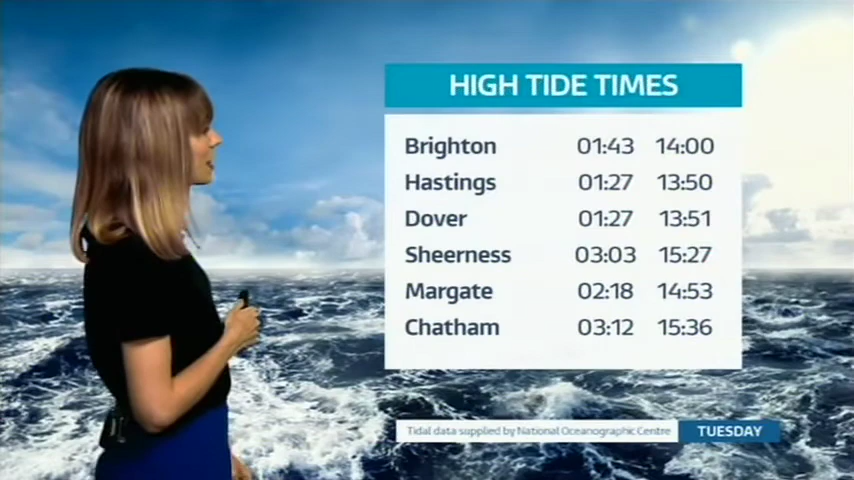 HIGH TIDE TIMES
Brighton 01:43 14:00
Hastings 01:27 13:50
Dover 01:27 13:51
Sheerness 03:03 15:27
Margate 02:18 14:53
Chatham 03:12 15:36
Tidal data supplied by National Oceanographic Centre TUESDAY